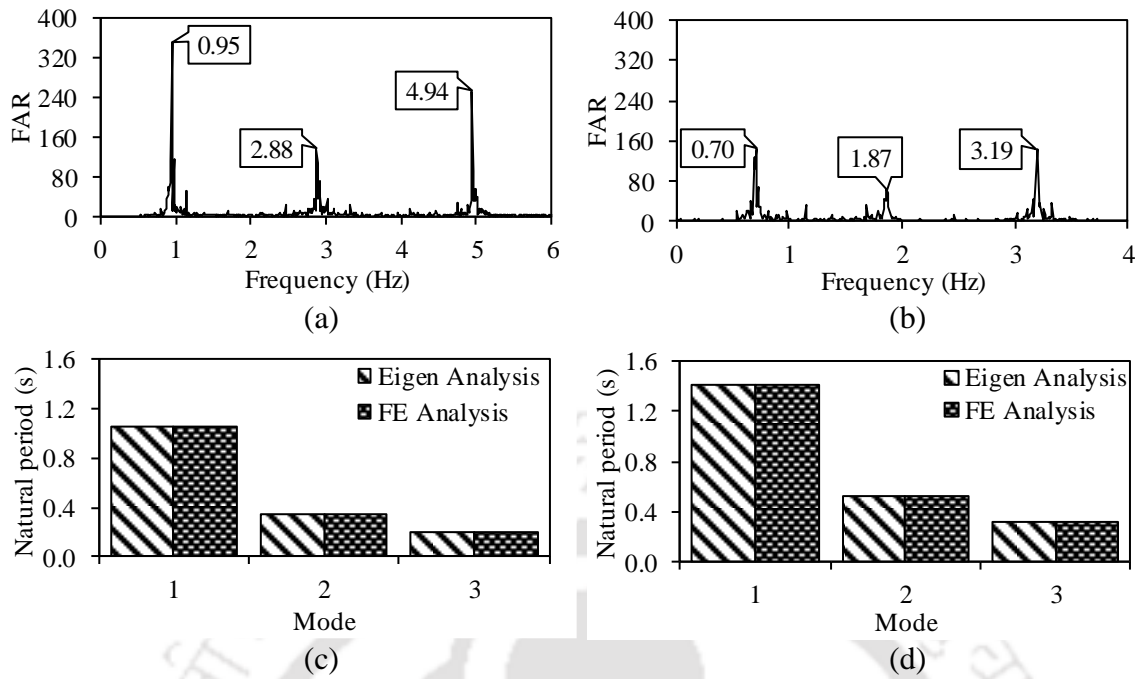 400
320
240
160
80
0
FAR
0.95
2.88
4.94
0 1 2 3 4 5 6
Frequency (Hz)
(a)
400
320
240
160
80
0
FAR
0.70
1.87
3.19
0 1 2 3 4
Frequency (Hz)
(b)
1.6
1.2
0.8
0.4
0.0
Natural period (s)
Eigen Analysis
FE Analysis
1 2 3
Mode
(c)
1.6
1.2
0.8
0.4
0.0
Natural period (s)
Eigen Analysis
FE Analysis
1 2 3
Mode
(d)